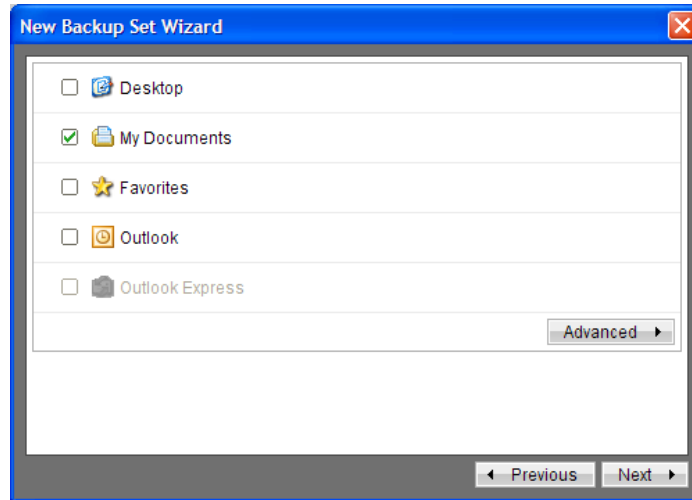 New Backup Set Wizard
Desktop
My Documents
Favorites
Outlook
Outlook Express
Advanced
Previous Next